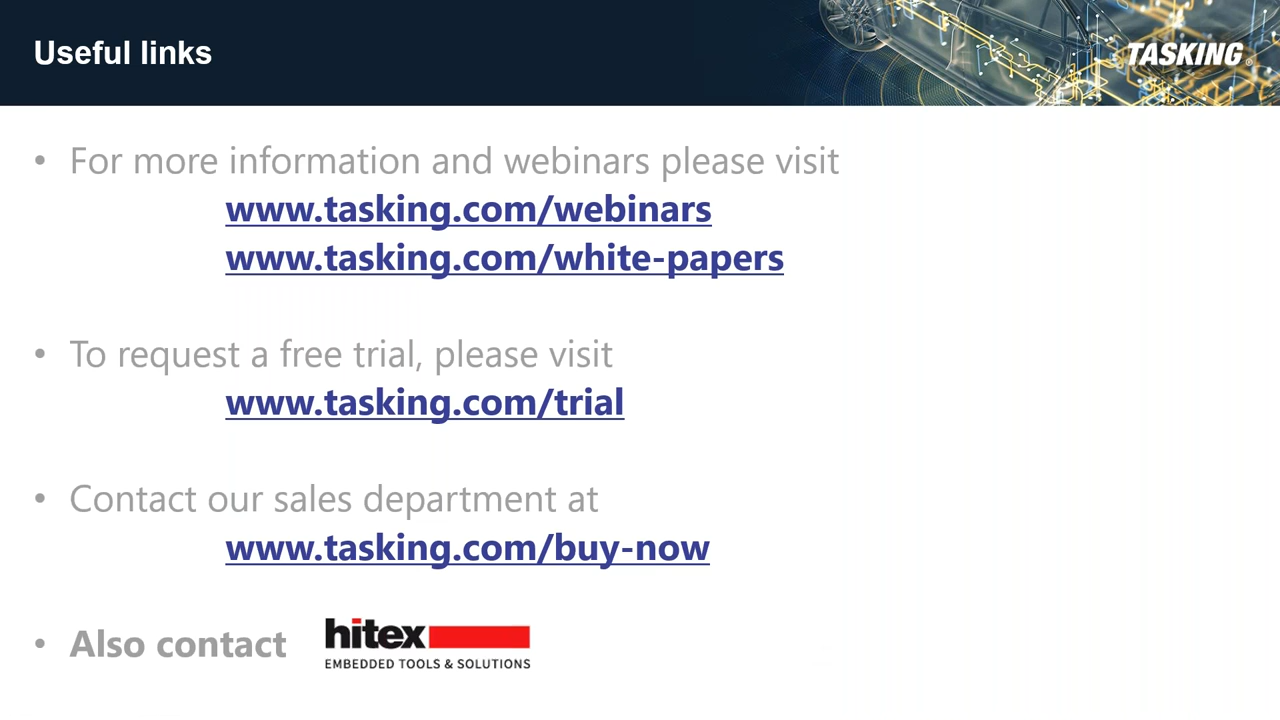 Useful links
TASKING®
• For more information and webinars please visit
www.tasking.com/webinars
www.tasking.com/white-papers
• To request a free trial, please visit
www.tasking.com/trial
• Contact our sales department at
www.tasking.com/buy-now
• Also contact
hitex
EMBEDDED TOOLS & SOLUTIONS